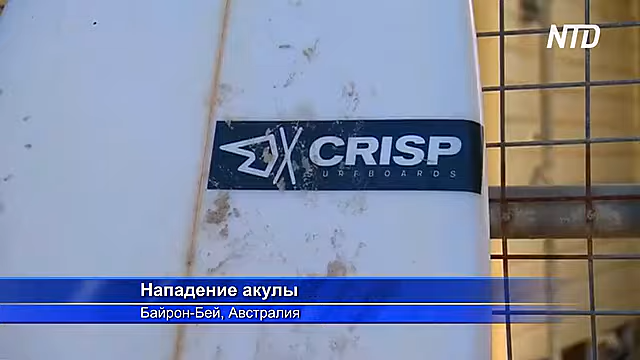 NTD
CRISP
SURFBOARDS
Нападение акулы
Байрон-Бей, Австралия